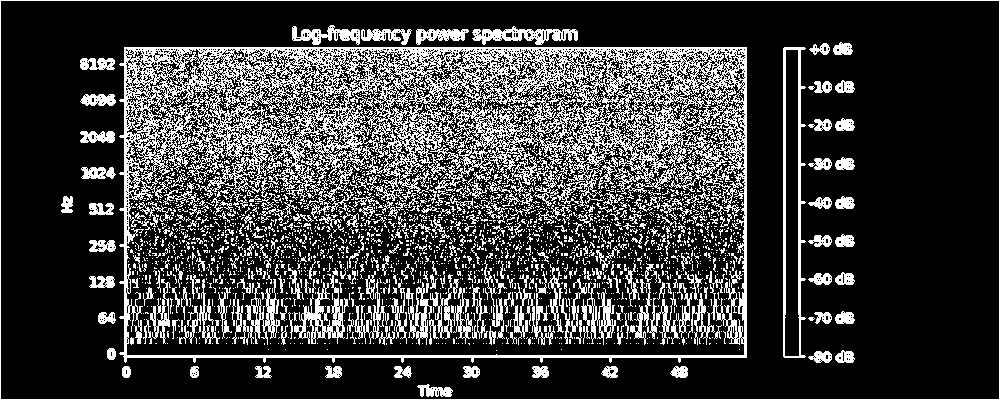 Log-frequency power spectrogram
8192
4096
2048
1024
512
256
128
64
0
Hz
0 6 12 18 24 30 36 42 48
Time
+0 dB
-10 dB
-20 dB
-30 dB
-40 dB
-50 dB
-60 dB
-70 dB
-80 dB